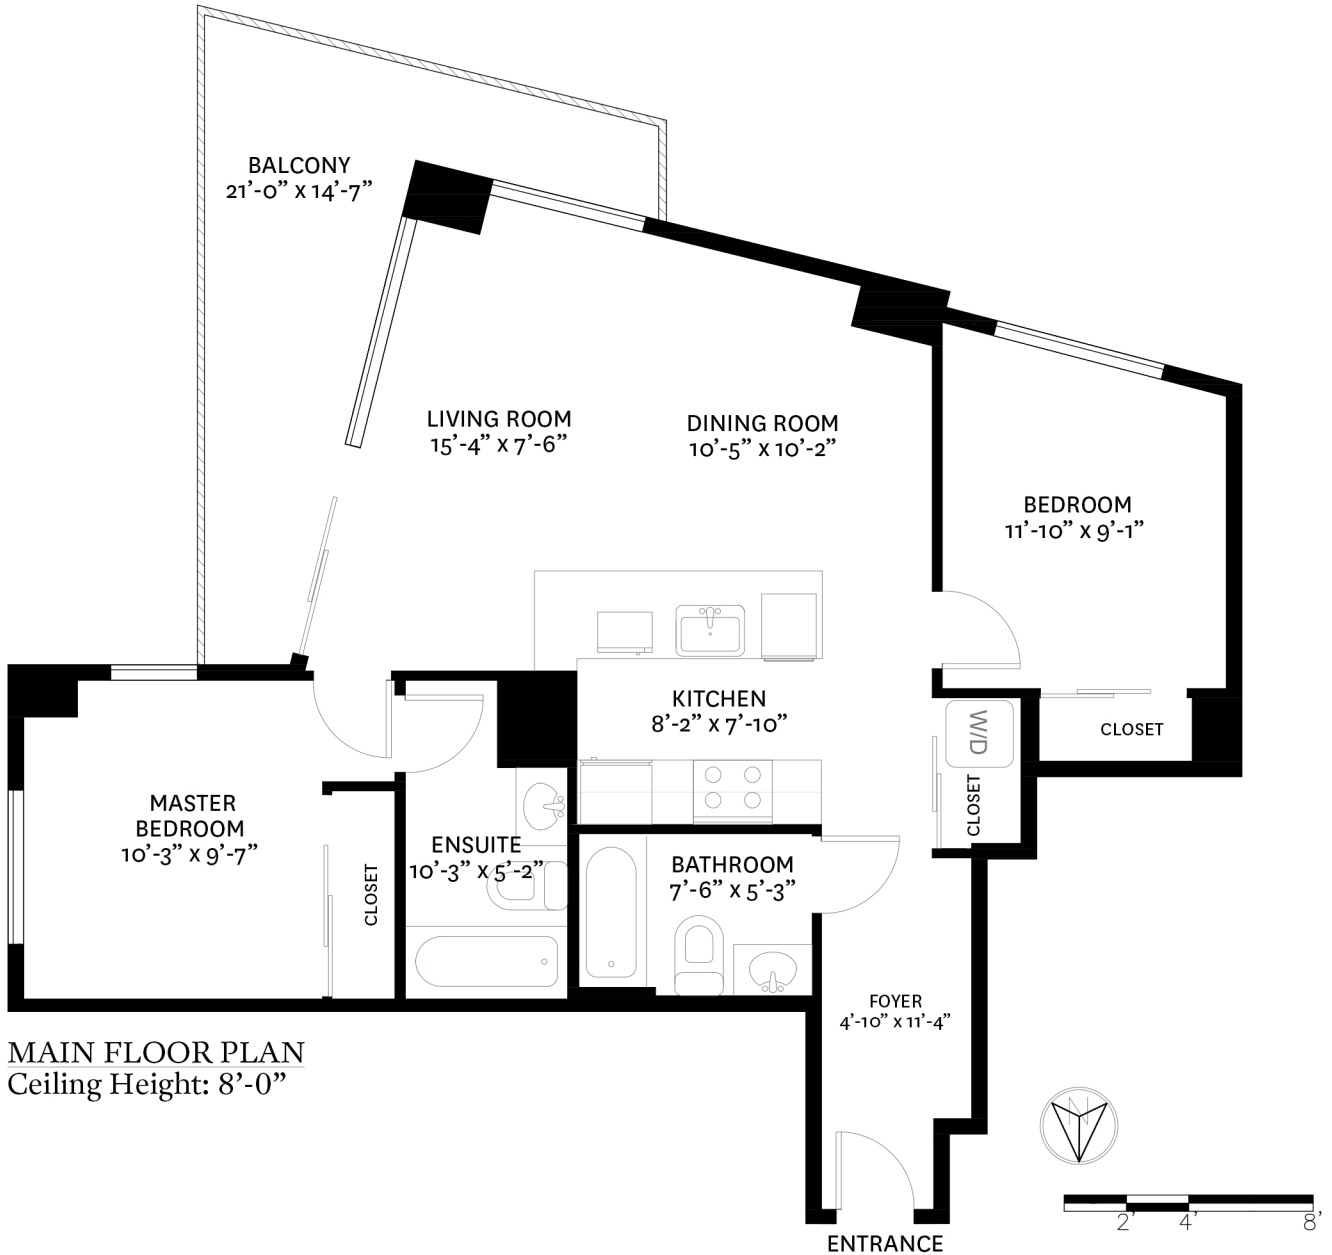 BALCONY
21'-0" X 14'-7"
LIVING ROOM
15'-4" X 7'-6"
DINING ROOM
10'-5" X 10'-2"
BEDROOM
11'-10" X 9'-1"
KITCHEN
8'-2" X 7'-10"
W/D
CLOSET
CLOSET
MASTER
BEDROOM
10'-3" X 9'-7"
CLOSET
ENSUITE
10'-3" X 5'-2"
BATHROOM
7'-6" X 5'-3"
FOYER
4'-10" X 11'-4"
MAIN FLOOR PLAN
Ceiling Height: 8'-0"
N
2' 4' 8'
ENTRANCE